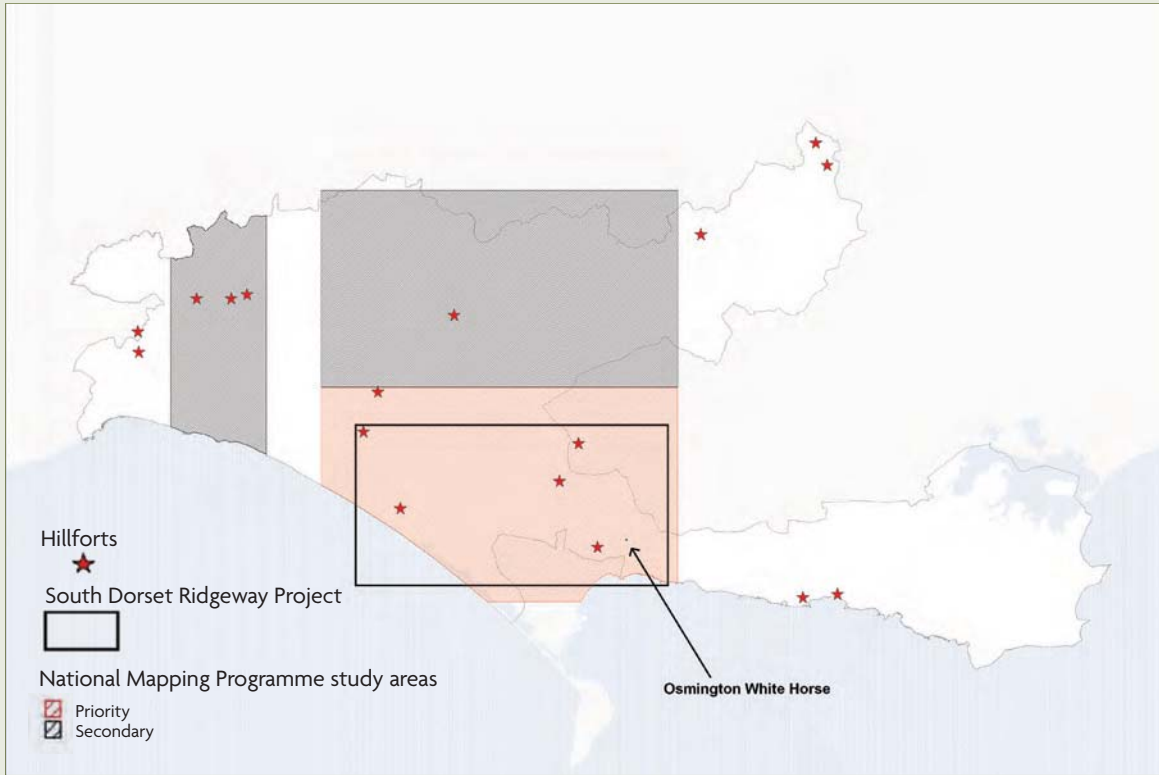 Hillforts
South Dorset Ridgeway Project
National Mapping Programme study areas
Priority
Secondary
Osmington White Horse